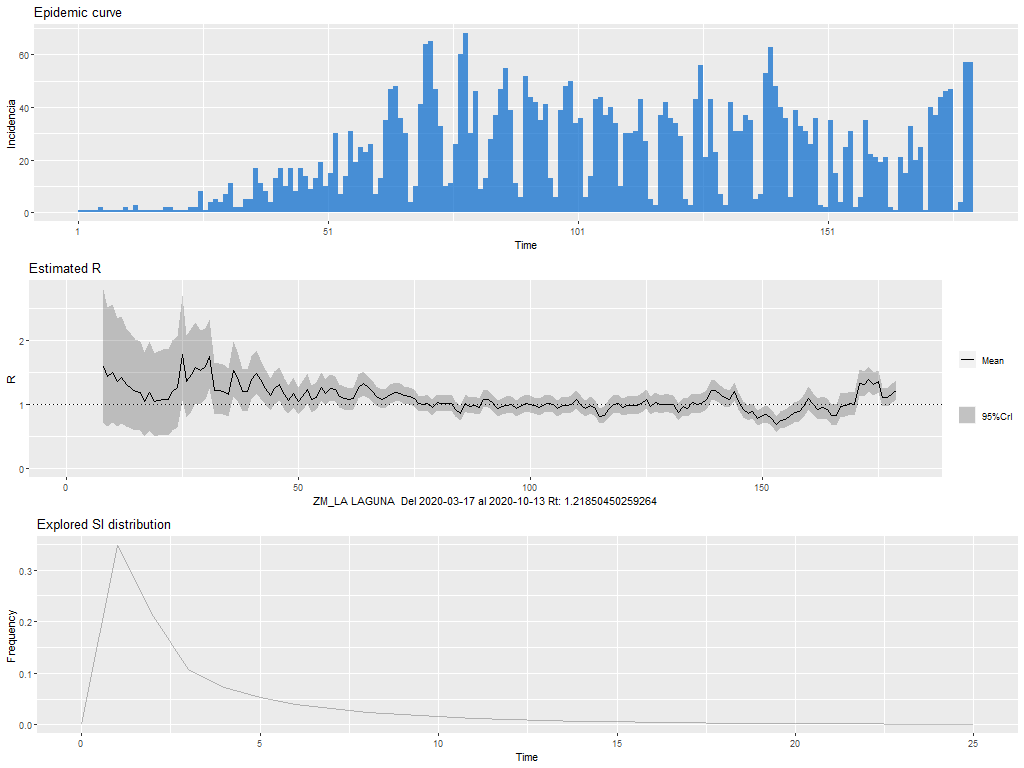 Epidemic curve
60
40
20
0
Incidencia
1
51
101
151
Time
Estimated R
2
1
0
R
0
50
100
150
ZM_LA LAGUNA Del 2020-03-17 al 2020-10-13 Rt: 1.21850450259264
Mean
95%CrI
Explored SI distribution
0.3
0.2
0.1
0.0
Frequency
0
5
10
15
20
25
Time